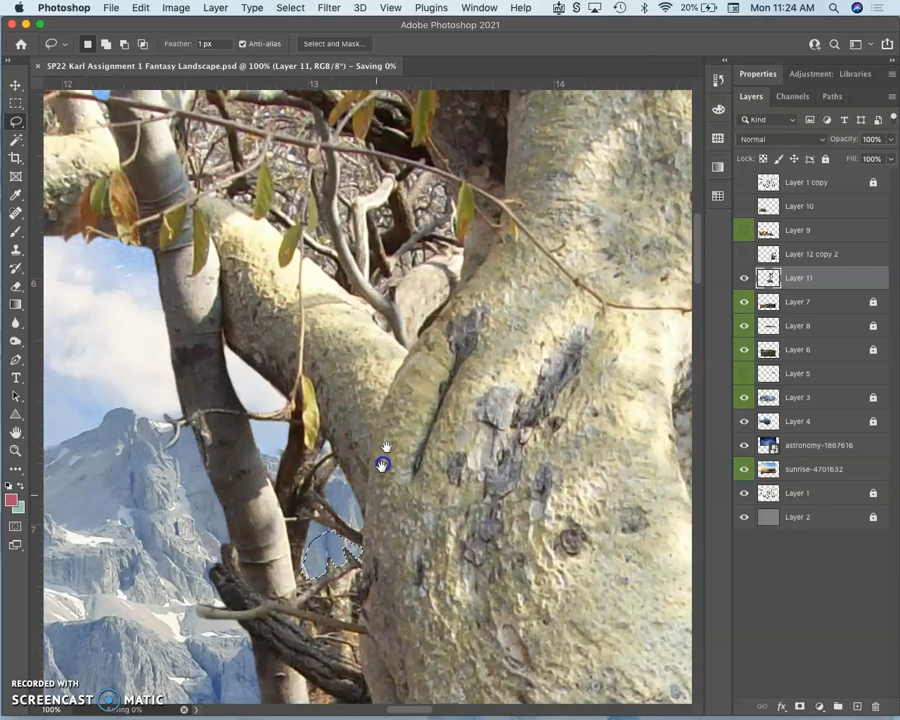 Photoshop File Edit Image Layer Type Select Filter 3D View Plugins Window Help 20% Mon 11:24 AM
Adobe Photoshop 2021
Feather: 1 px Anti-alias Select and Mask...
× SP22 Karl Assignment 1 Fantasy Landscape.psd @ 100% (Layer 11, RGB/8*) - Saving 0%
12 13 14
6
7
Properties Adjustments Libraries
Layers Channels Paths
Kind
Normal Opacity: 100%
Lock: Fill: 100%
Layer 1 copy
Layer 10
Layer 9
Layer 12 copy 2
Layer 11
Layer 7
Layer 8
Layer 6
Layer 5
Layer 3
Layer 4
astronomy-1867616
sunrise-4701632
Layer 1
Layer 2
RECORDED WITH
SCREENCAST MATIC
100% Saving 0%